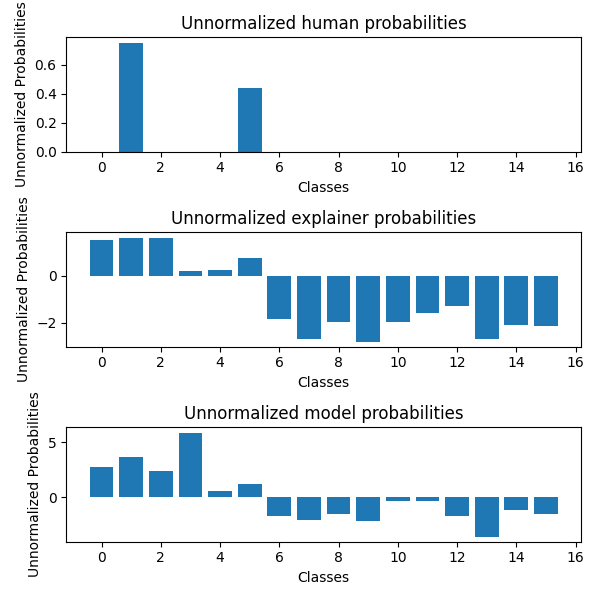 Unnormalized human probabilities
Unnormalized Probabilities
0.6
0.4
0.2
0.0
0 2 4 6 8 10 12 14 16
Classes
Unnormalized explainer probabilities
Unnormalized Probabilities
0
−2
0 2 4 6 8 10 12 14 16
Classes
Unnormalized model probabilities
Unnormalized Probabilities
5
0
0 2 4 6 8 10 12 14 16
Classes